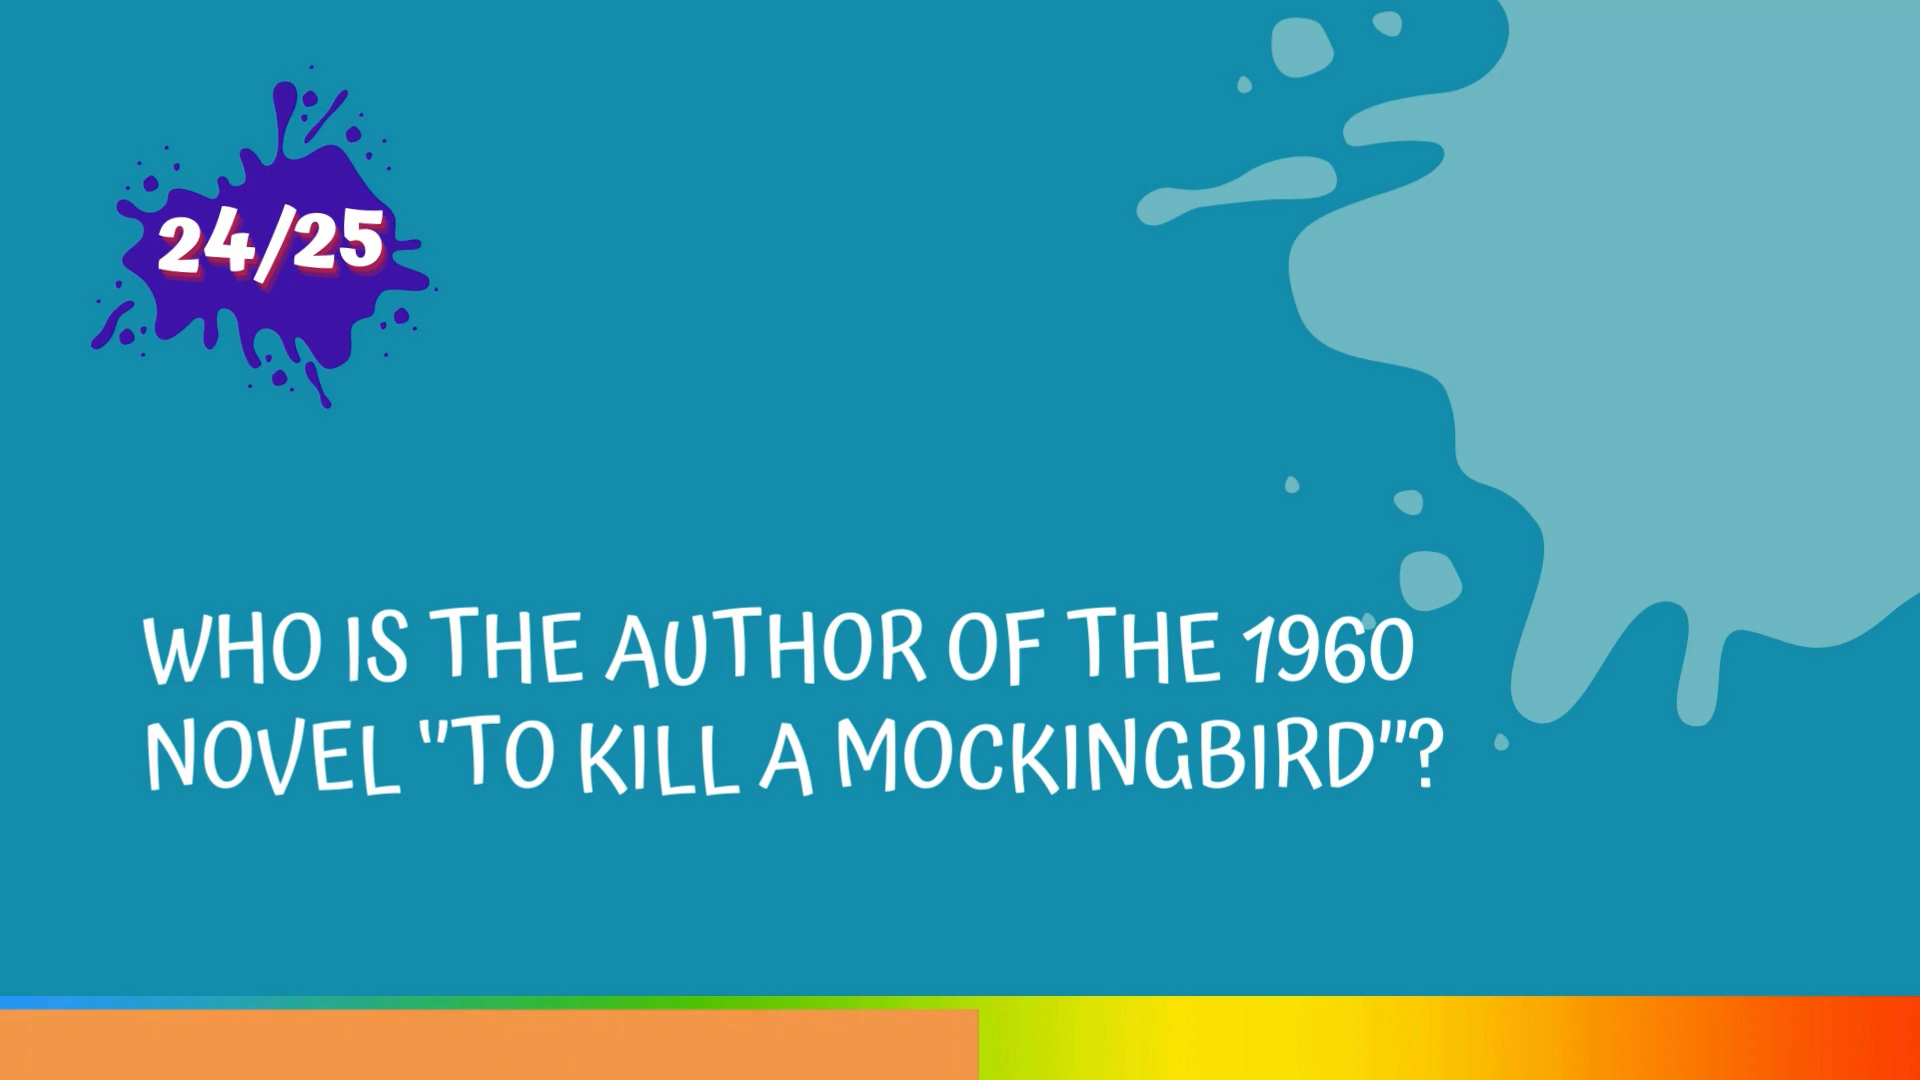 24/25
WHO IS THE AUTHOR OF THE 1960
NOVEL "TO KILL A MOCKINGBIRD"?